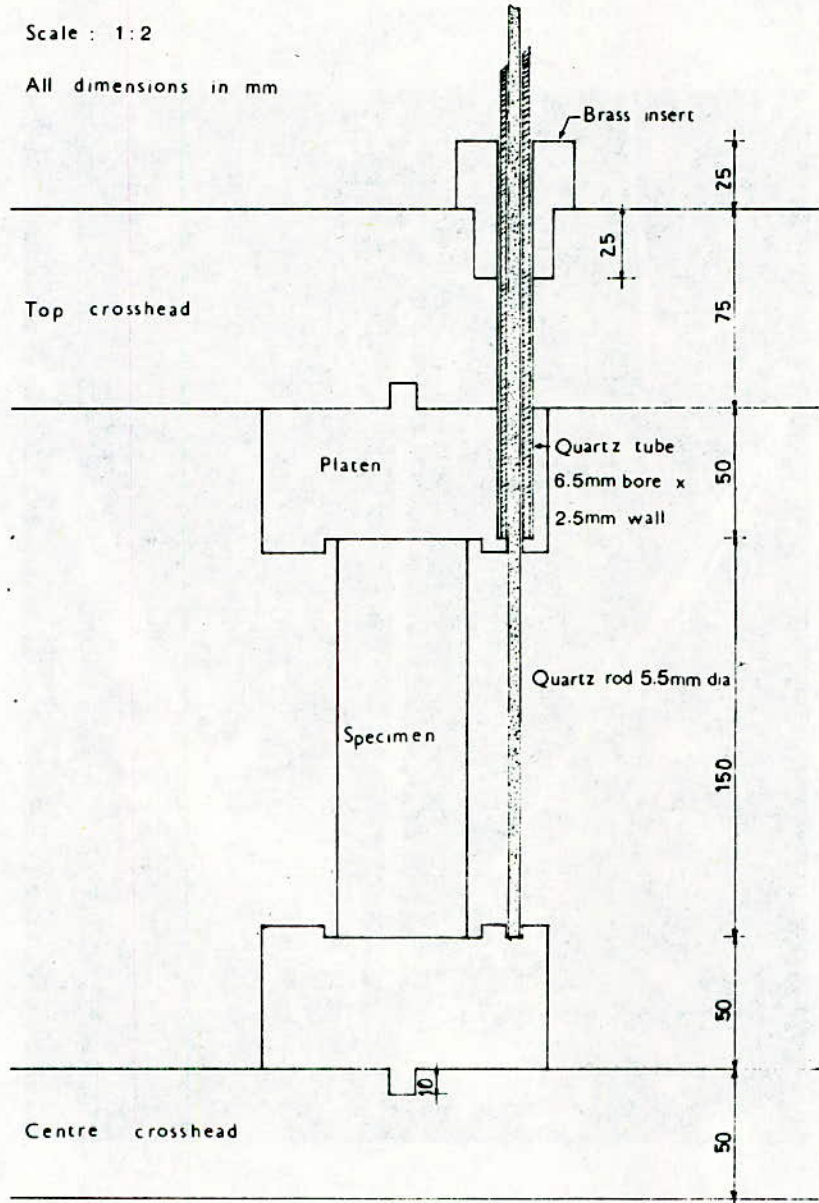 Scale : 1:2
All dimensions in mm
Brass insert
25
25
Top crosshead
75
Platen
Quartz tube
6.5mm bore x
2.5mm wall
50
Quartz rod 5.5mm dia
Specimen
150
50
10
Centre crosshead
50